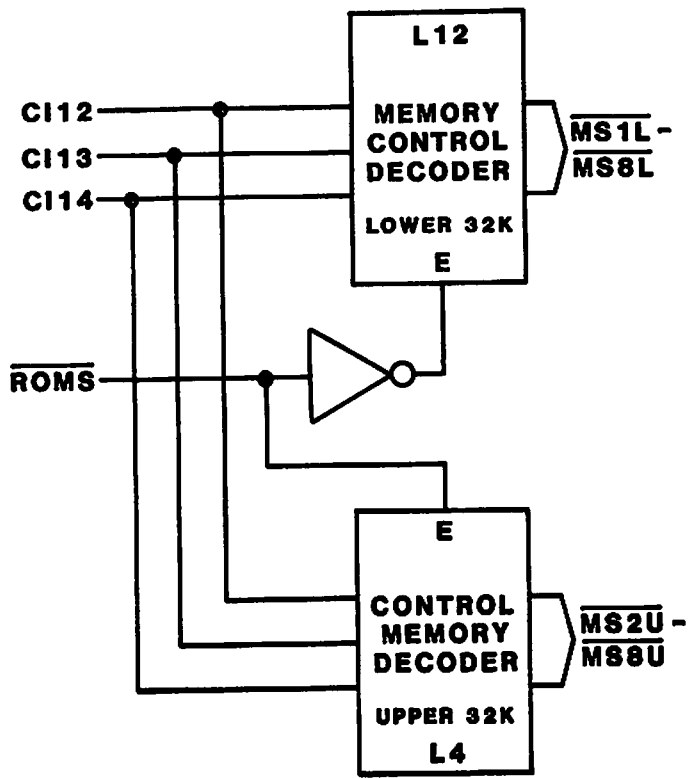 L12
CI12
CI13
CI14
MEMORY
CONTROL
DECODER
LOWER 32K
E
MS1L-
MS8L
ROMS
E
CONTROL
MEMORY
DECODER
UPPER 32K
L4
MS2U-
MS8U